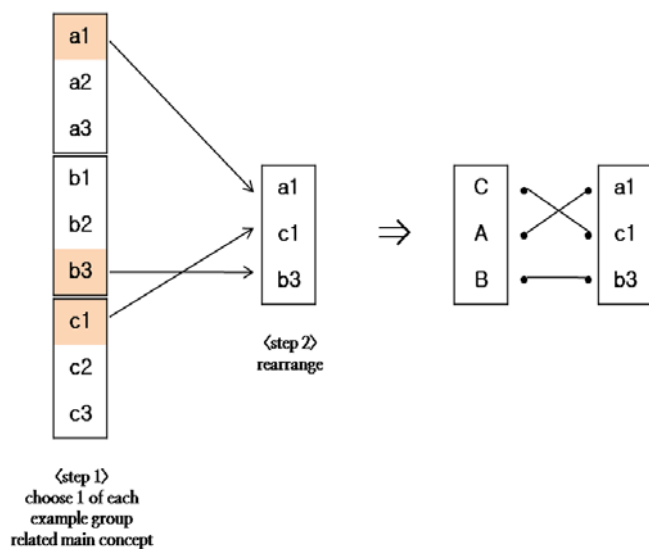 a1
a2
a3
b1
b2
b3
c1
c2
c3
〈step 1〉
choose 1 of each
example group
related main concept
a1
c1
b3
〈step 2〉
rearrange
⇒
C
A
B
a1
c1
b3